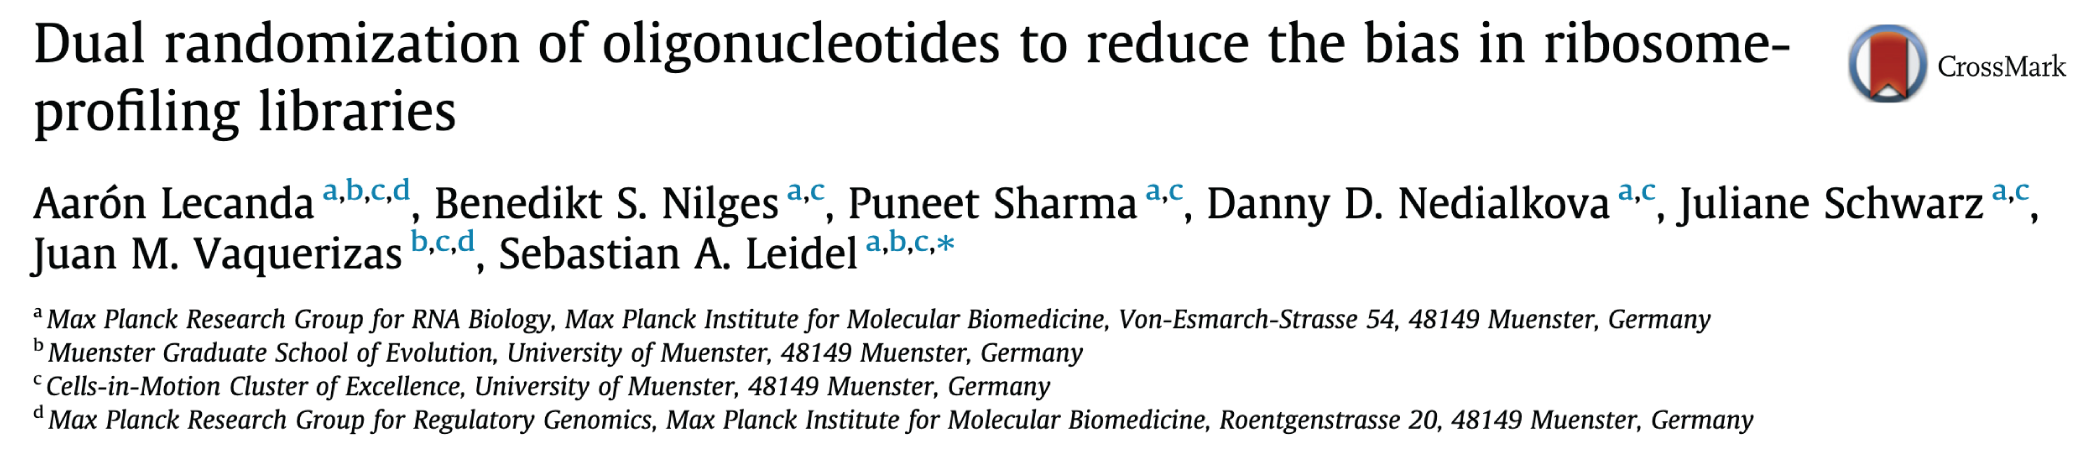 Dual randomization of oligonucleotides to reduce the bias in ribosome-
profiling libraries
CrossMark
Aarón Lecanda a,b,c,d, Benedikt S. Nilges a,c, Puneet Sharma a,c, Danny D. Nedialkova a,c, Juliane Schwarz a,c,
Juan M. Vaquerizas b,c,d, Sebastian A. Leidel a,b,c,*
a Max Planck Research Group for RNA Biology, Max Planck Institute for Molecular Biomedicine, Von-Esmarch-Strasse 54, 48149 Muenster, Germany
b Muenster Graduate School of Evolution, University of Muenster, 48149 Muenster, Germany
c Cells-in-Motion Cluster of Excellence, University of Muenster, 48149 Muenster, Germany
d Max Planck Research Group for Regulatory Genomics, Max Planck Institute for Molecular Biomedicine, Roentgenstrasse 20, 48149 Muenster, Germany